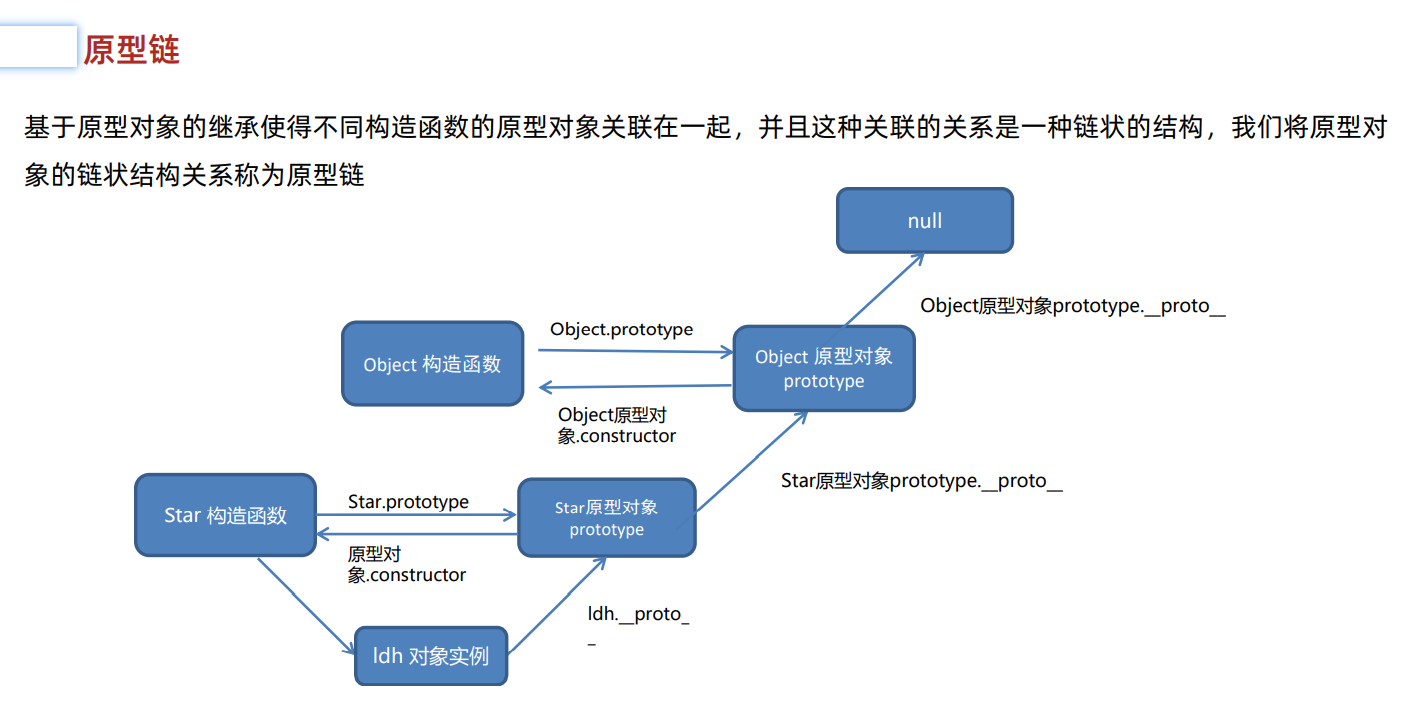 原型链
基于原型对象的继承使得不同构造函数的原型对象关联在一起，并且这种关联的关系是一种链状的结构，我们将原型对
象的链状结构关系称为原型链
null
Object原型对象prototype.__proto__
Object 构造函数
Object.prototype
Object 原型对象
prototype
Object原型对
象.constructor
Star原型对象prototype.__proto__
Star 构造函数
Star.prototype
Star原型对象
prototype
原型对
象.constructor
ldh.__proto_
_
ldh 对象实例